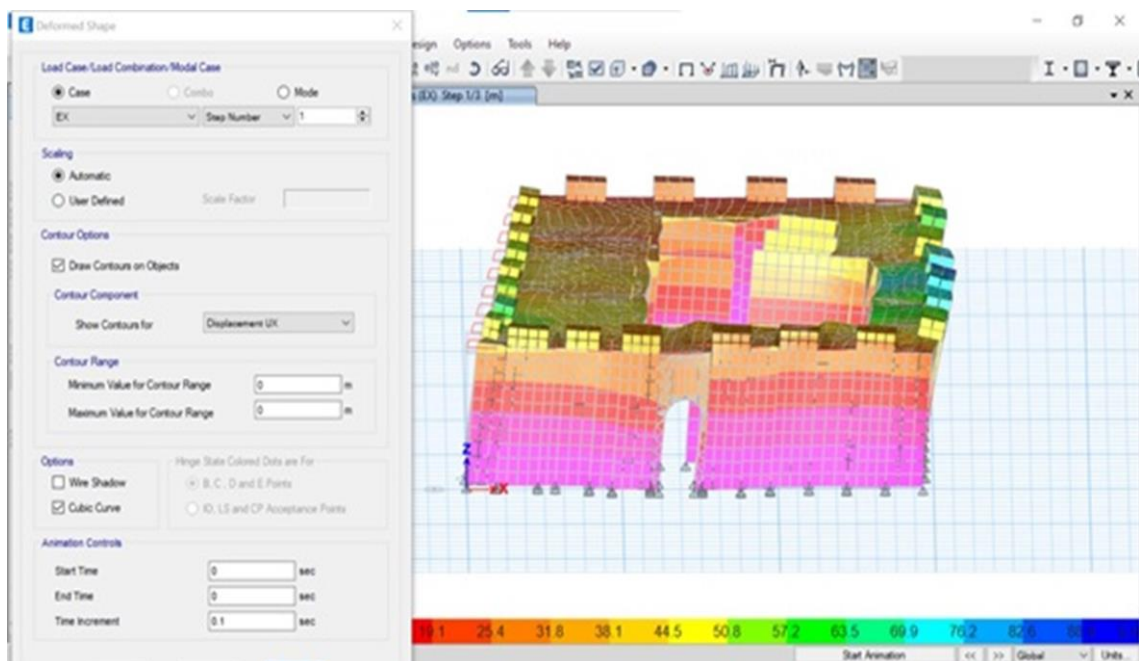 Deformed Shape
Load Case/Load Combination/Modal Case
Case
Combo
Mode
EX
Step Number
1
Scaling
Automatic
User Defined
Scale Factor
Contour Options
Draw Contours on Objects
Contour Component
Show Contours for
Displacement UX
Contour Range
Minimum Value for Contour Range
0
m
Maximum Value for Contour Range
0
m
Options
Wire Shadow
Cubic Curve
Hinge State Colored Dots are For
B, C, D and E Points
IO, LS and CP Acceptance Points
Animation Controls
Start Time
0
sec
End Time
0
sec
Time Increment
0.1
sec
Options Tools Help
(EX) Step 1/3 [m]
Z
X
25.4 31.8 38.1 44.5 50.8 57.2 63.5 69.9 76.2 82.6
Start Animation << >> Global Units...